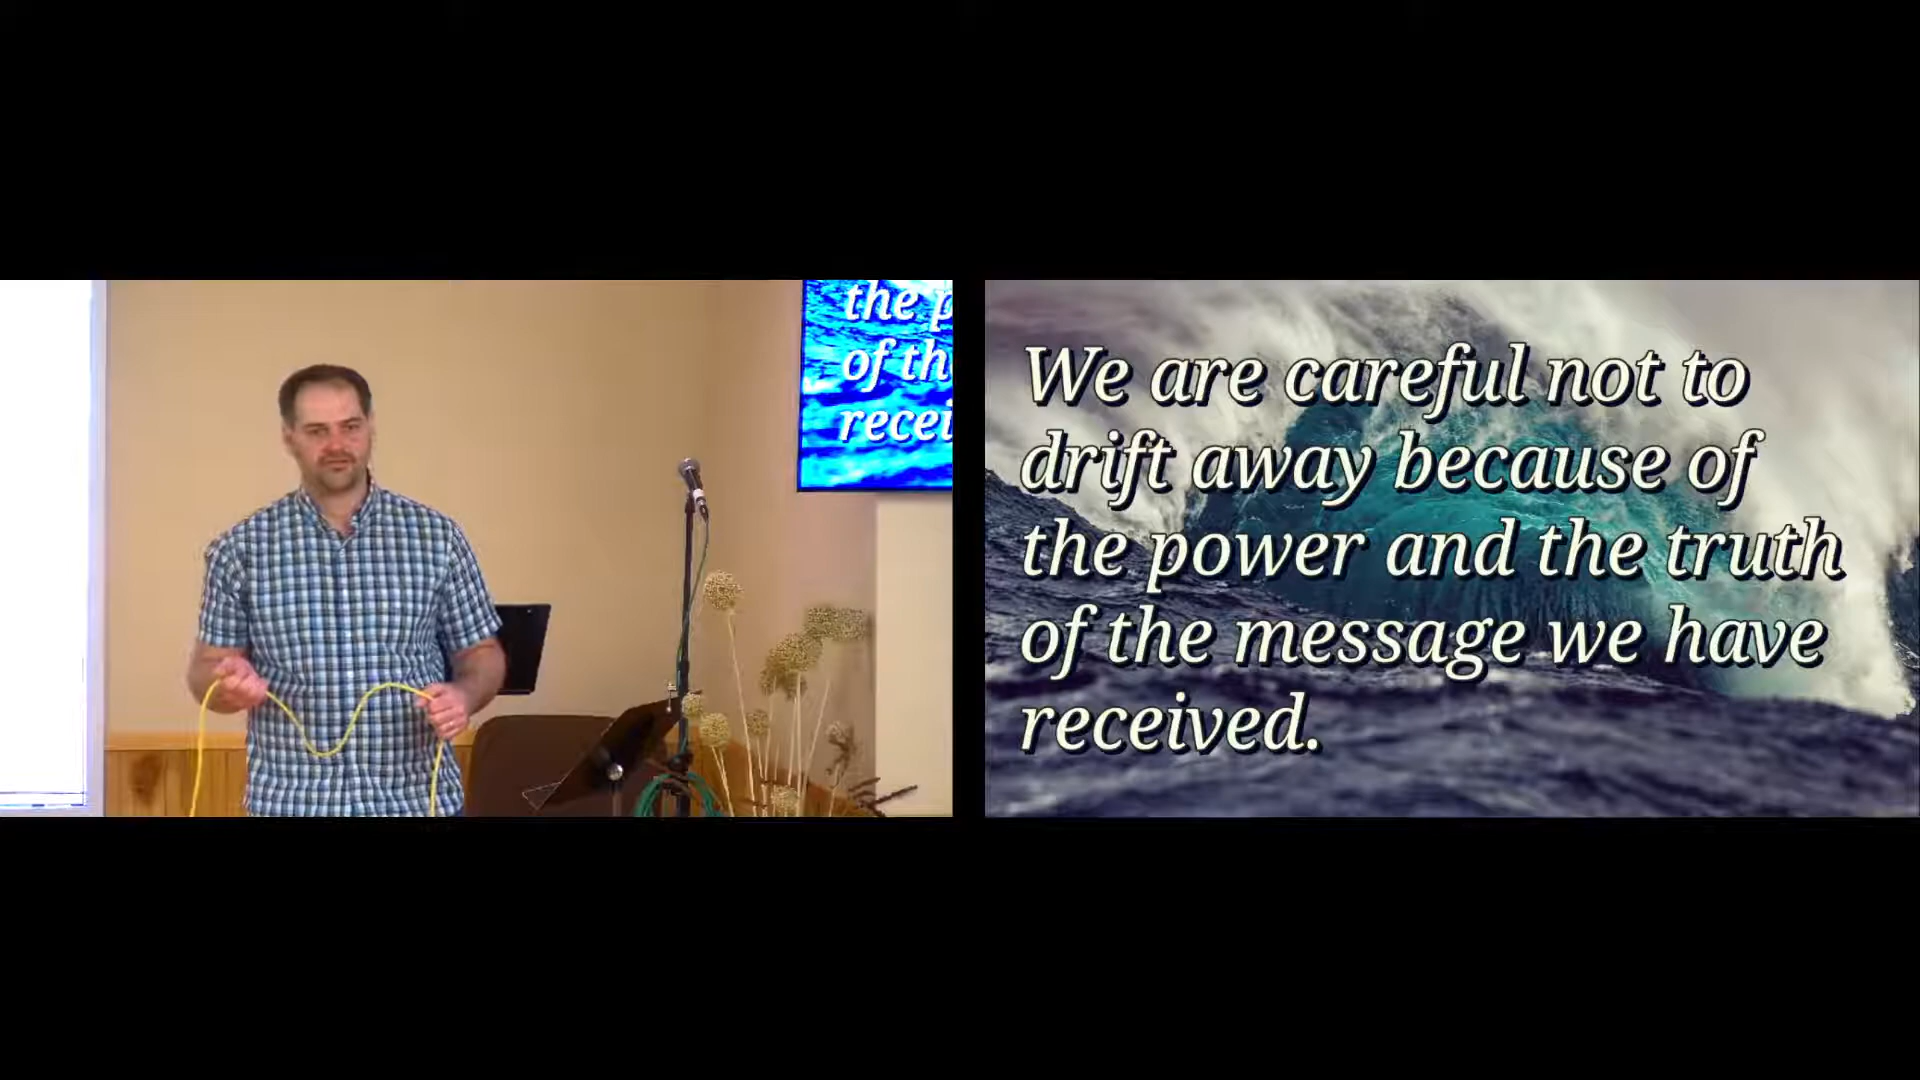 the p
of th
recei
We are careful not to
drift away because of
the power and the truth
of the message we have
received.